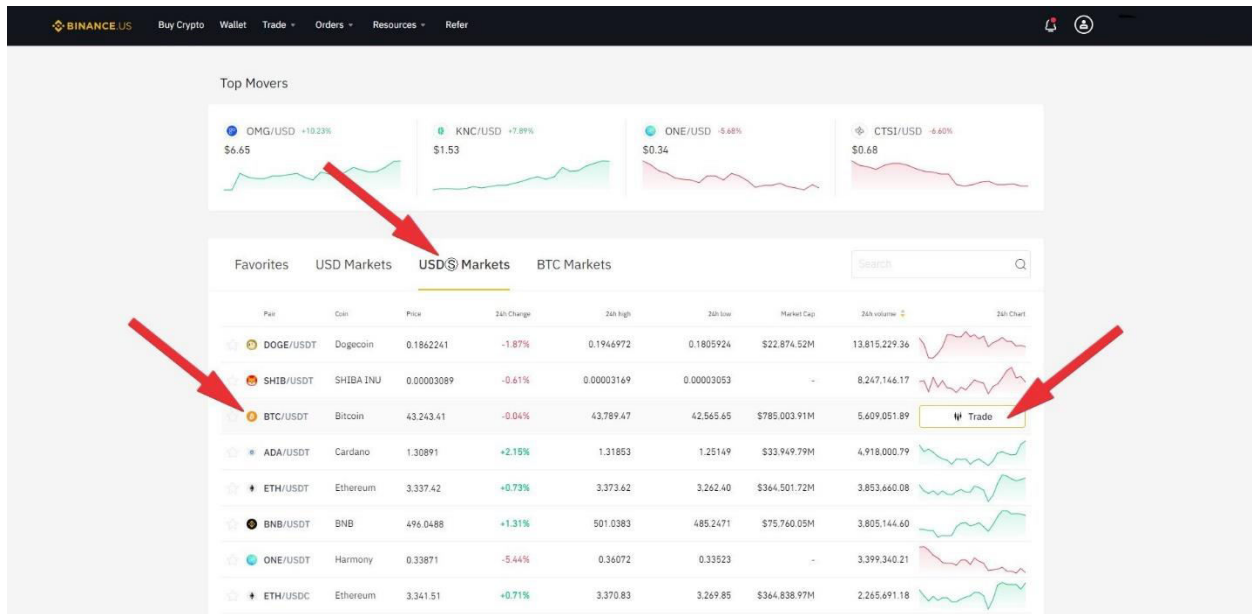 BINANCE.US Buy Crypto Wallet Trade Orders Resources Refer
Top Movers
OMG/USD +10.23% KNC/USD +7.89% ONE/USD -5.68% CTSI/USD -6.60%
$6.65 $1.53 $0.34 $0.68
Favorites USD Markets USDⓈ Markets BTC Markets Search
Pair Coin Price 24h Change 24h high 24h low Market Cap 24h volume 24h Chart
DOGE/USDT Dogecoin 0.1862241 -1.87% 0.1946972 0.1805924 $22,874.52M 13,815,229.36
SHIB/USDT SHIBA INU 0.00003089 -0.61% 0.00003169 0.00003053 - 8,247,146.17
BTC/USDT Bitcoin 43,243.41 -0.04% 43,789.47 42,565.65 $785,003.91M 5,609,051.89 Trade
ADA/USDT Cardano 1.30891 +2.15% 1.31853 1.25149 $33,949.79M 4,918,000.79
ETH/USDT Ethereum 3,337.42 +0.73% 3,373.62 3,262.40 $364,501.72M 3,853,660.08
BNB/USDT BNB 496.0488 +1.31% 501.0383 485.2471 $75,760.05M 3,805,144.60
ONE/USDT Harmony 0.33871 -5.44% 0.36072 0.33523 - 3,399,340.21
ETH/USDC Ethereum 3,341.51 +0.71% 3,370.83 3,269.85 $364,838.97M 2,265,691.18